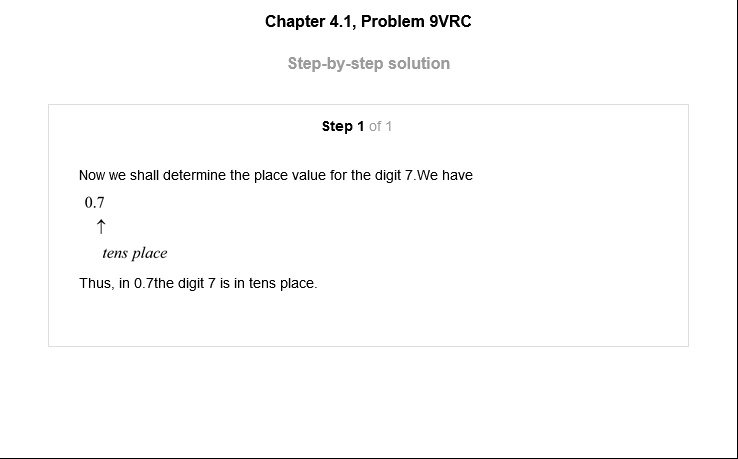 Chapter 4.1, Problem 9VRC
Step-by-step solution
Step 1 of 1
Now we shall determine the place value for the digit 7.We have
0.7
↑
tens place
Thus, in 0.7the digit 7 is in tens place.